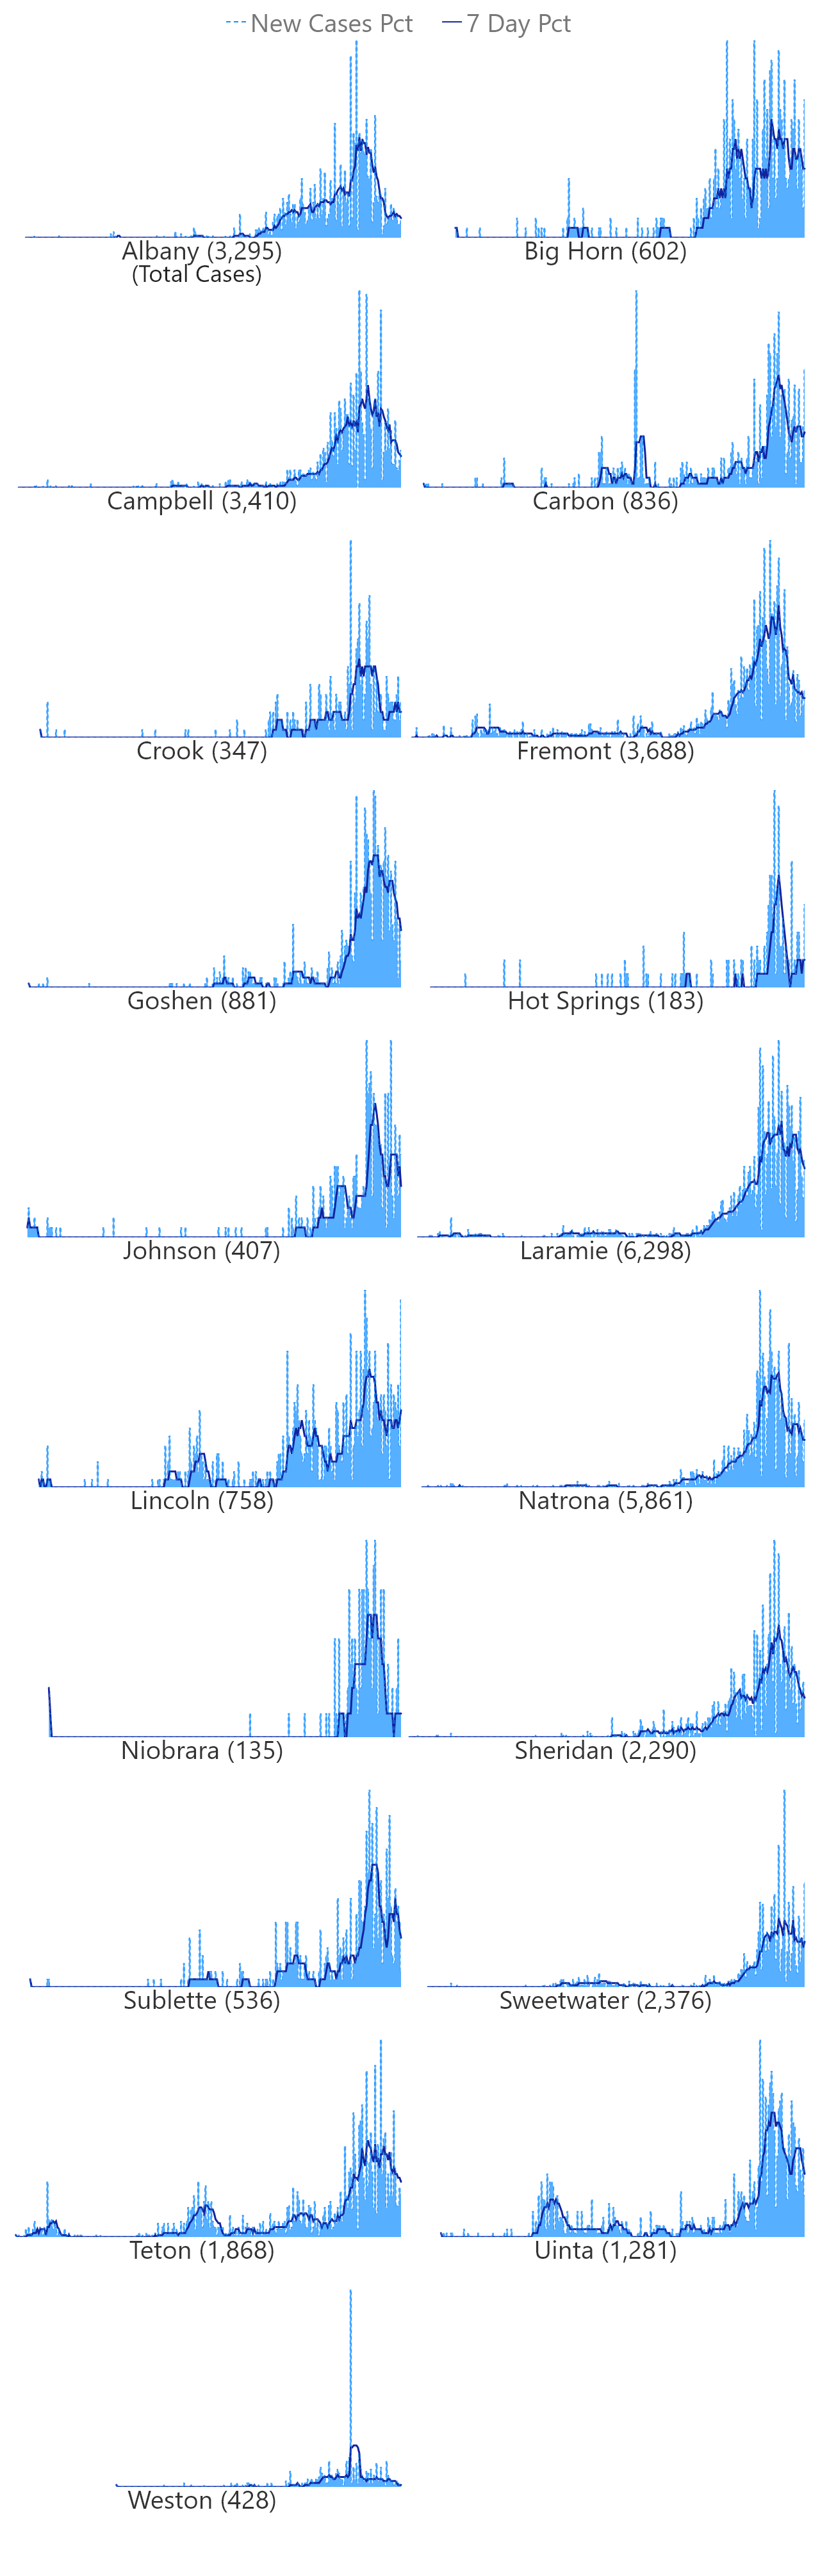 New Cases Pct 7 Day Pct
Albany (3,295) Big Horn (602)
(Total Cases)
Campbell (3,410) Carbon (836)
Crook (347) Fremont (3,688)
Goshen (881) Hot Springs (183)
Johnson (407) Laramie (6,298)
Lincoln (758) Natrona (5,861)
Niobrara (135) Sheridan (2,290)
Sublette (536) Sweetwater (2,376)
Teton (1,868) Uinta (1,281)
Weston (428)